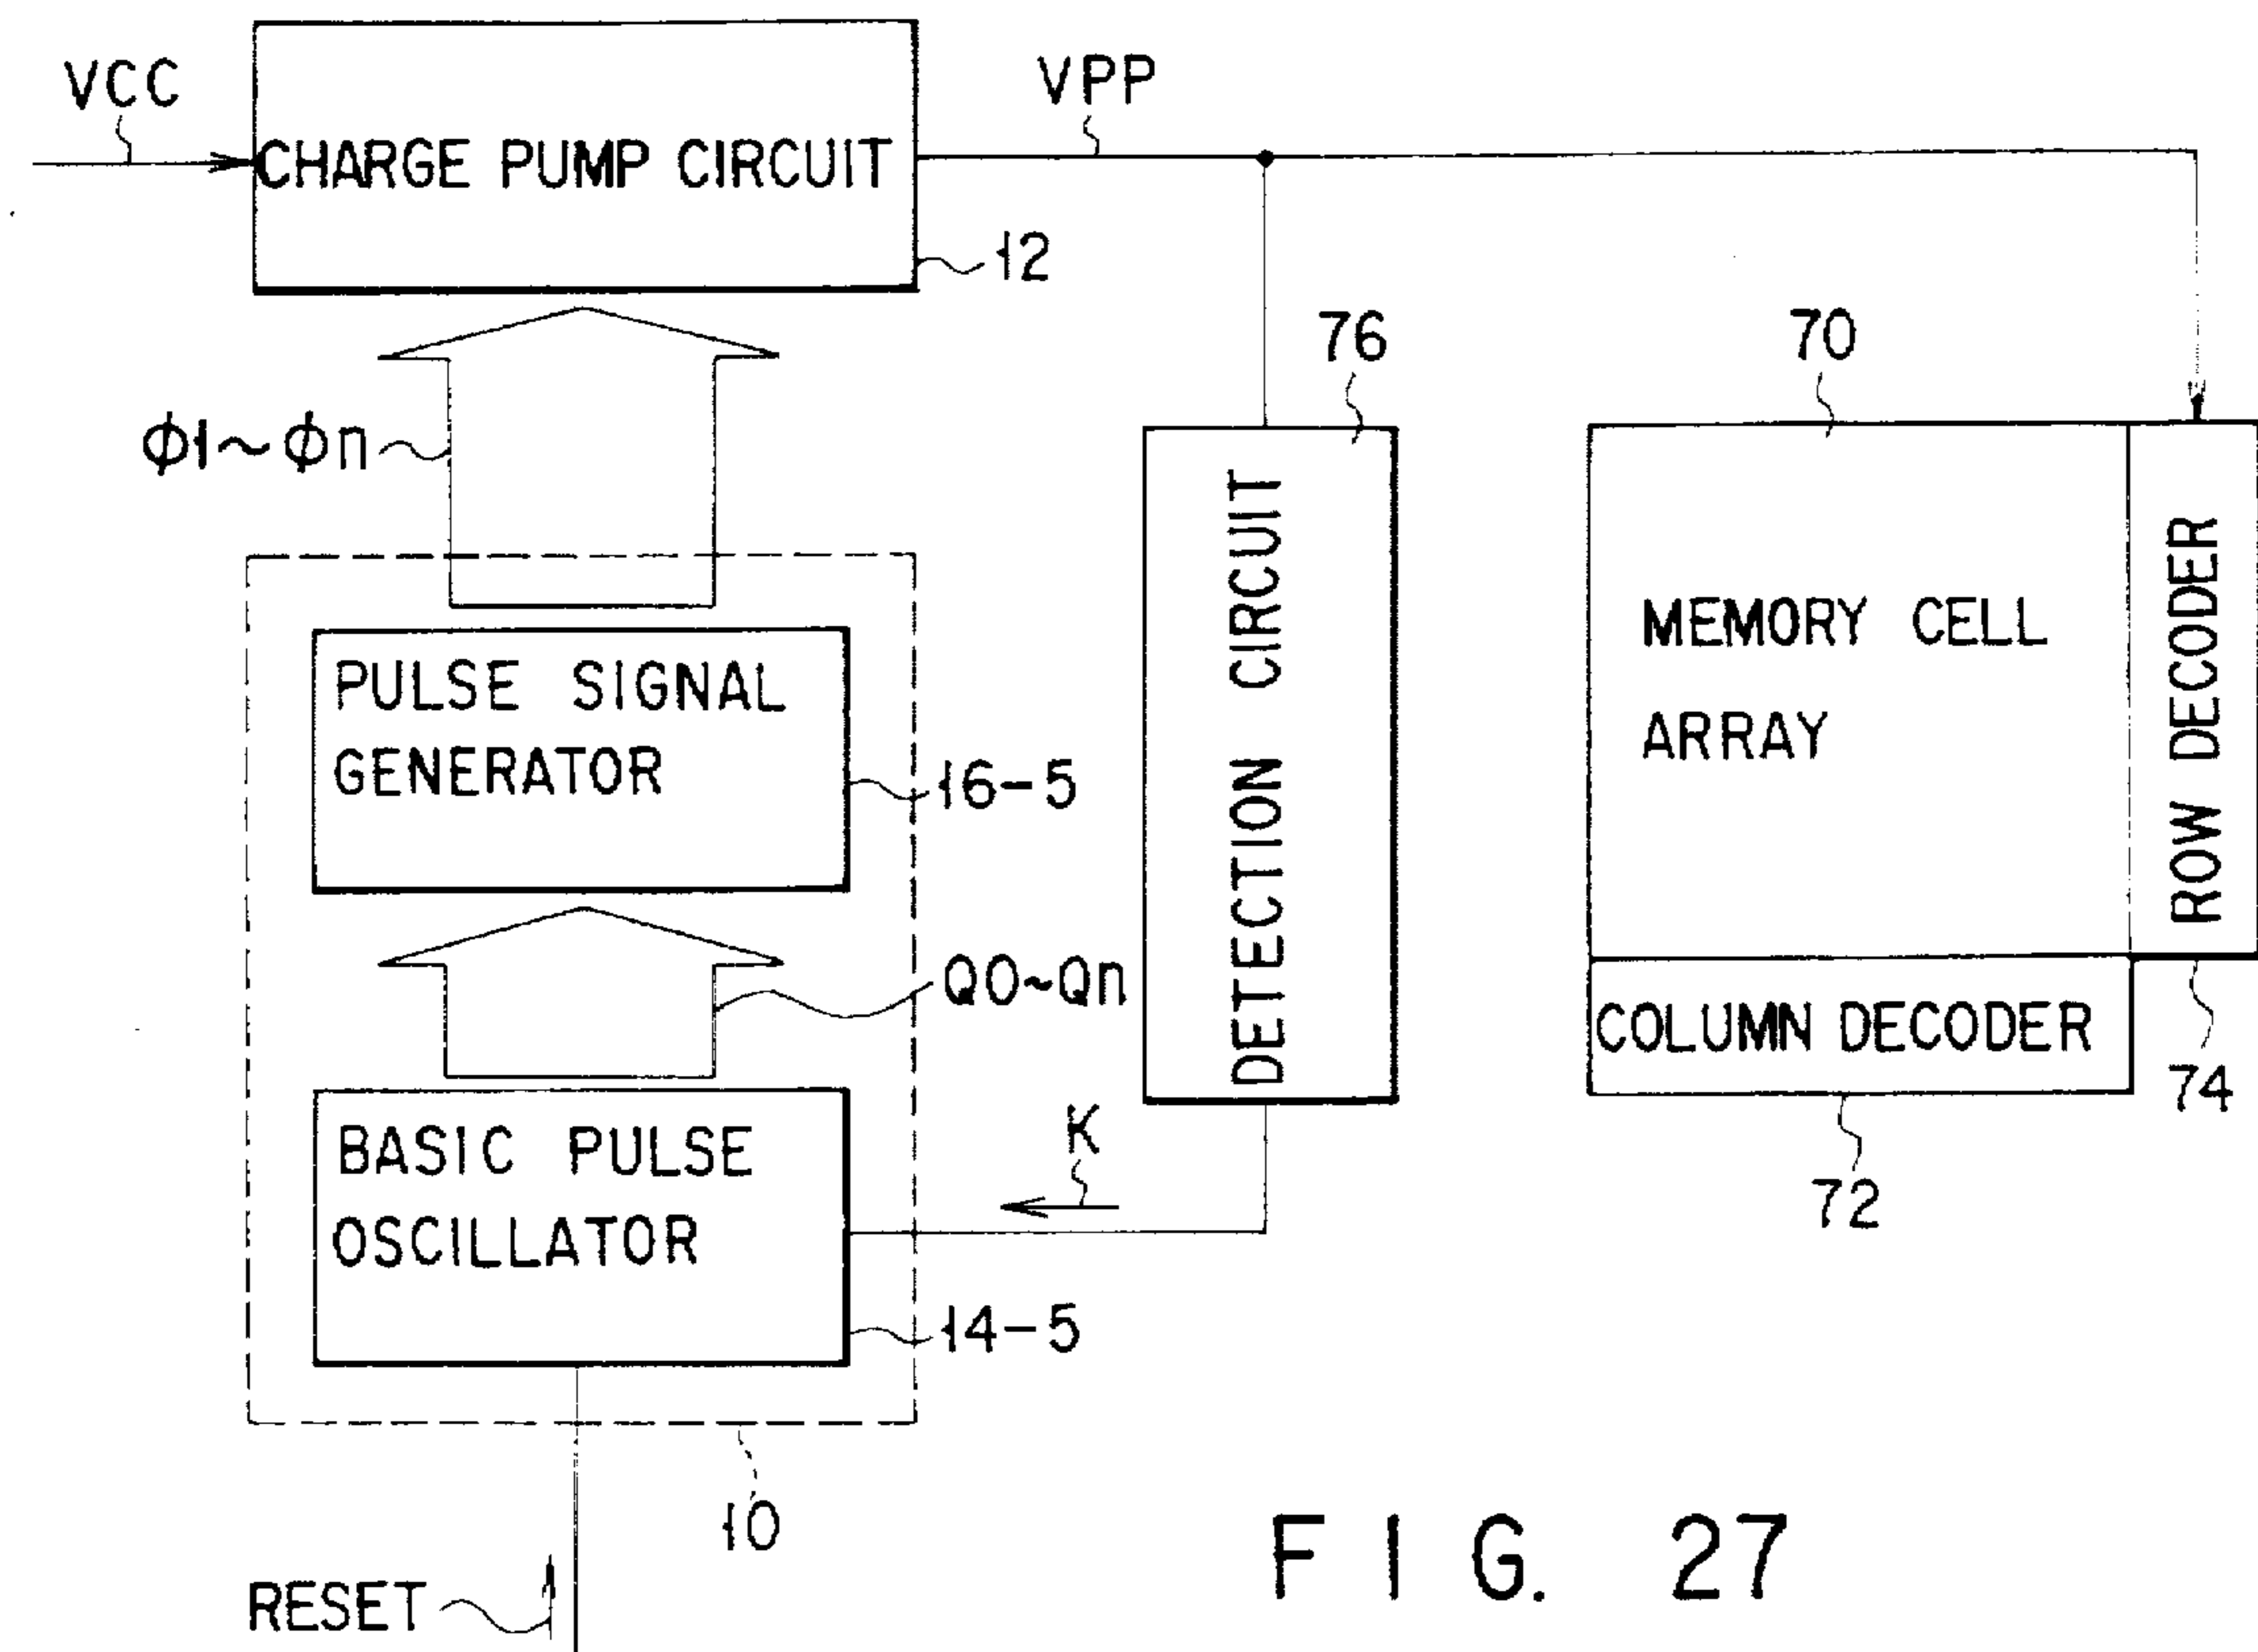 VCC
CHARGE PUMP CIRCUIT
VPP
12
76
70
Φ1~Φn
DETECTION CIRCUIT
MEMORY CELL
ARRAY
ROW DECODER
PULSE SIGNAL
GENERATOR
16-5
Q0~Qn
COLUMN DECODER
74
K
BASIC PULSE
OSCILLATOR
72
14-5
10
RESET
FIG. 27